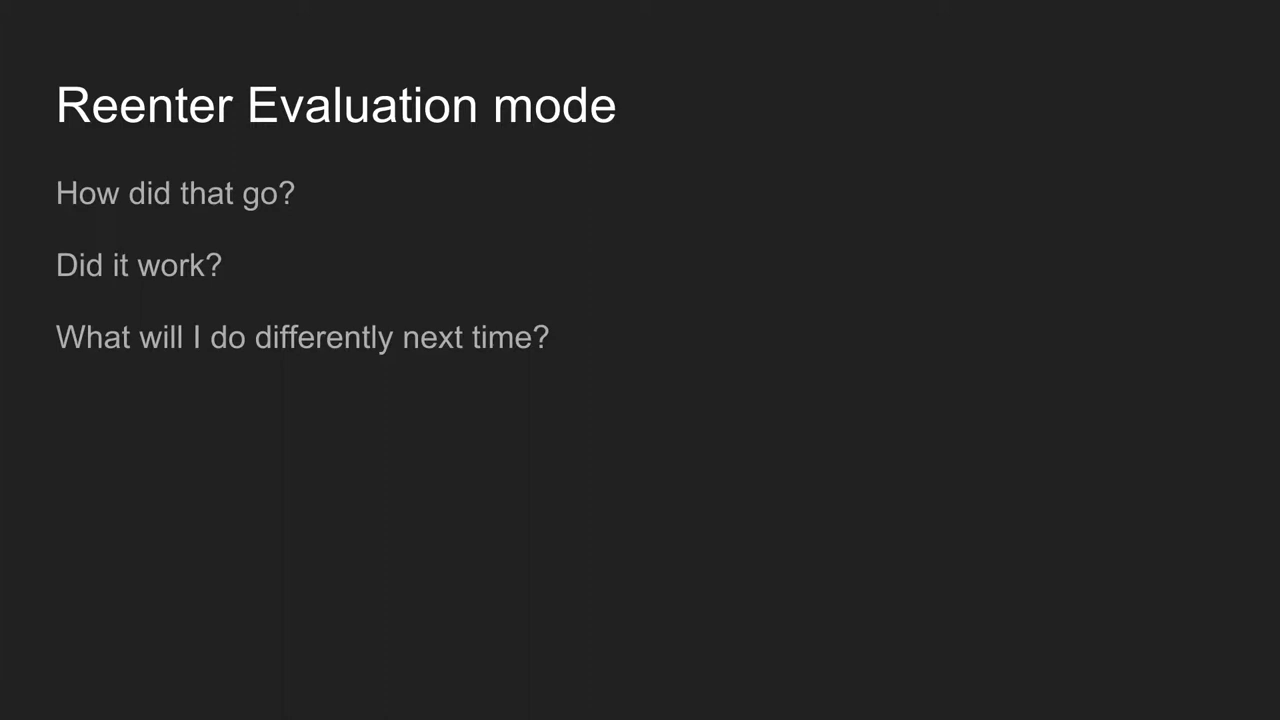 Reenter Evaluation mode
How did that go?
Did it work?
What will I do differently next time?